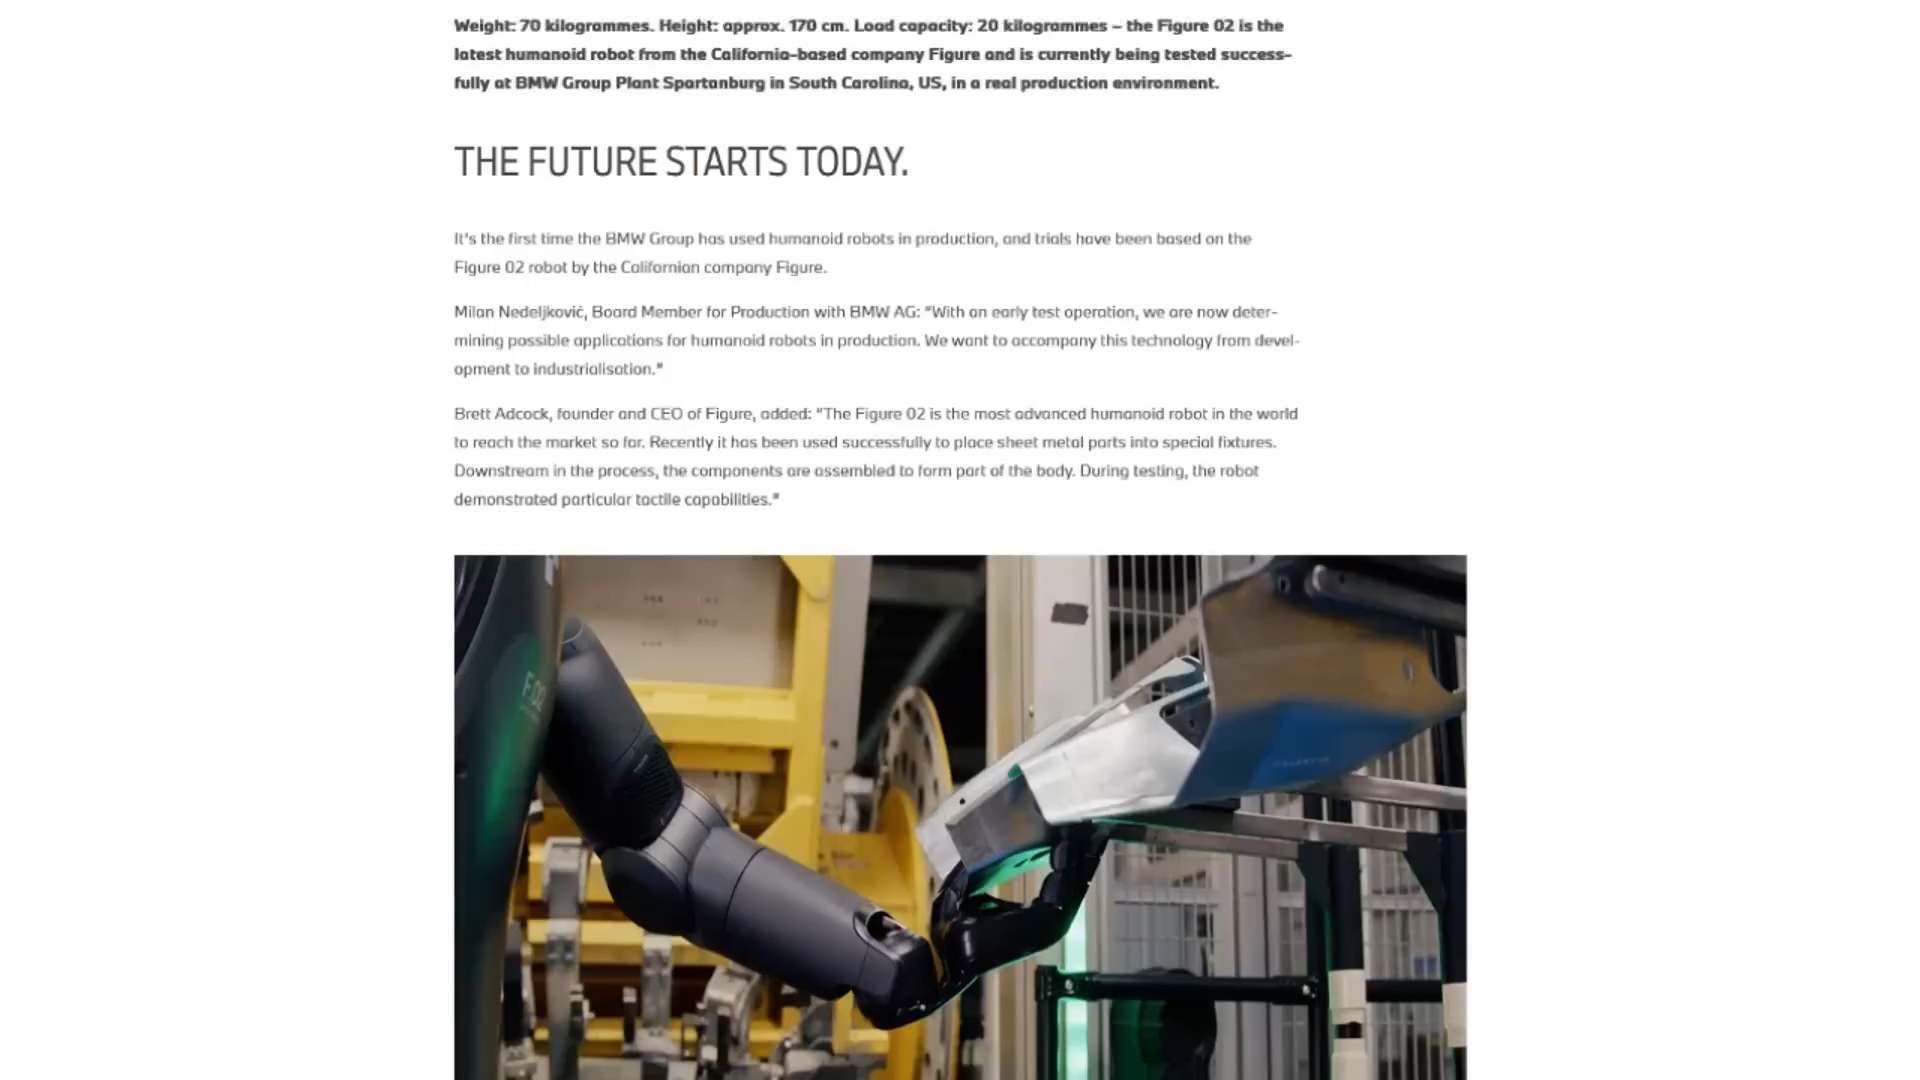 Weight: 70 kilogrammes. Height: approx. 170 cm. Load capacity: 20 kilogrammes – the Figure 02 is the
latest humanoid robot from the California-based company Figure and is currently being tested success-
fully at BMW Group Plant Spartanburg in South Carolina, US, in a real production environment.
THE FUTURE STARTS TODAY.
It's the first time the BMW Group has used humanoid robots in production, and trials have been based on the
Figure 02 robot by the Californian company Figure.
Milan Nedeljković, Board Member for Production with BMW AG: "With an early test operation, we are now deter-
mining possible applications for humanoid robots in production. We want to accompany this technology from devel-
opment to industrialisation."
Brett Adcock, founder and CEO of Figure, added: "The Figure 02 is the most advanced humanoid robot in the world
to reach the market so far. Recently it has been used successfully to place sheet metal parts into special fixtures.
Downstream in the process, the components are assembled to form part of the body. During testing, the robot
demonstrated particular tactile capabilities."